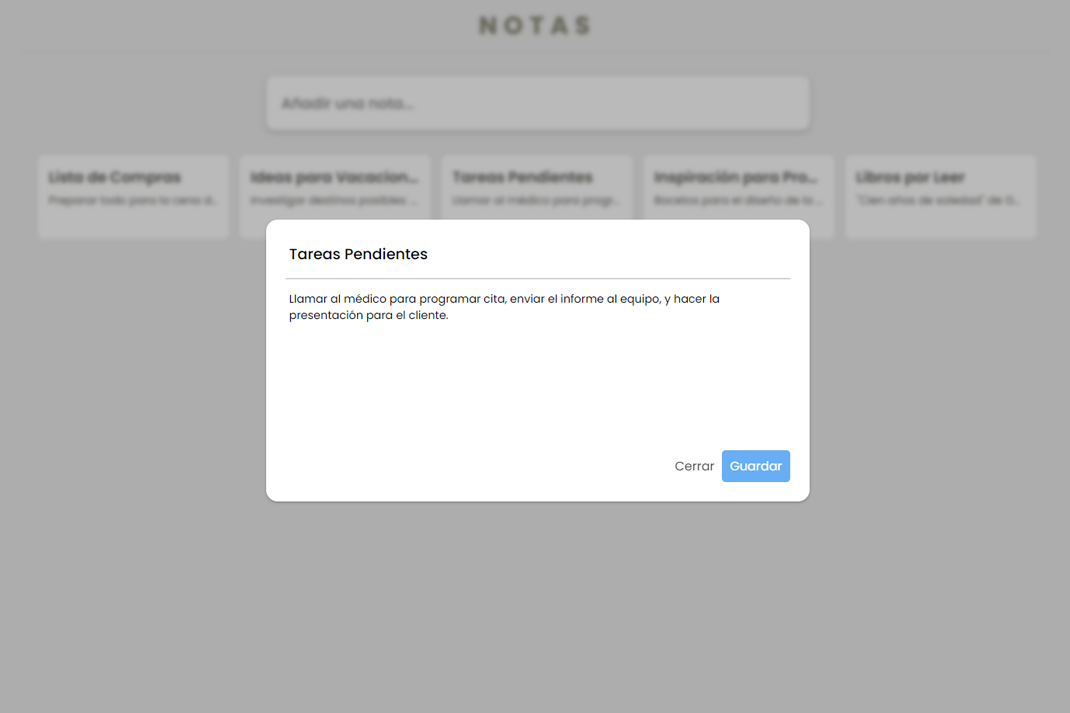 NOTAS
Añadir una nota...
Lista de Compras
Preparar todo para la cena d...
Ideas para Vacacion...
Investigar destinos posibles: ...
Tareas Pendientes
Llamar al médico para progr...
Inspiración para Pro...
Bocetos para el diseño de la ...
Libros por Leer
"Cien años de soledad" de G...
Tareas Pendientes
Llamar al médico para programar cita, enviar el informe al equipo, y hacer la
presentación para el cliente.
Cerrar Guardar